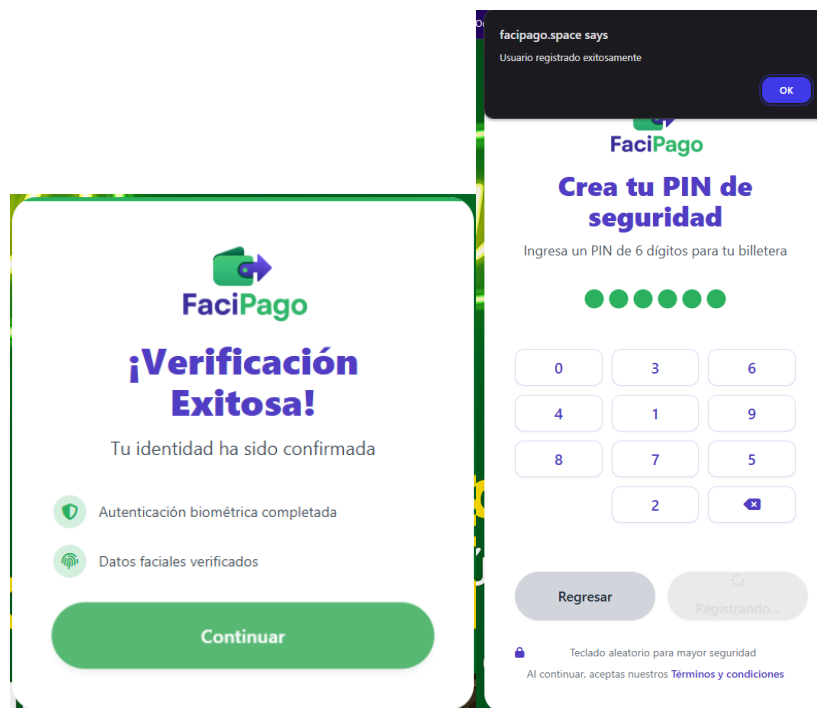 FaciPago
¡Verificación
Exitosa!
Tu identidad ha sido confirmada
Autenticación biométrica completada
Datos faciales verificados
Continuar
facipago.space says
Usuario registrado exitosamente
OK
FaciPago
Crea tu PIN de
seguridad
Ingresa un PIN de 6 dígitos para tu billetera
0 3 6
4 1 9
8 7 5
2
Regresar
Registrando...
Teclado aleatorio para mayor seguridad
Al continuar, aceptas nuestros Términos y condiciones